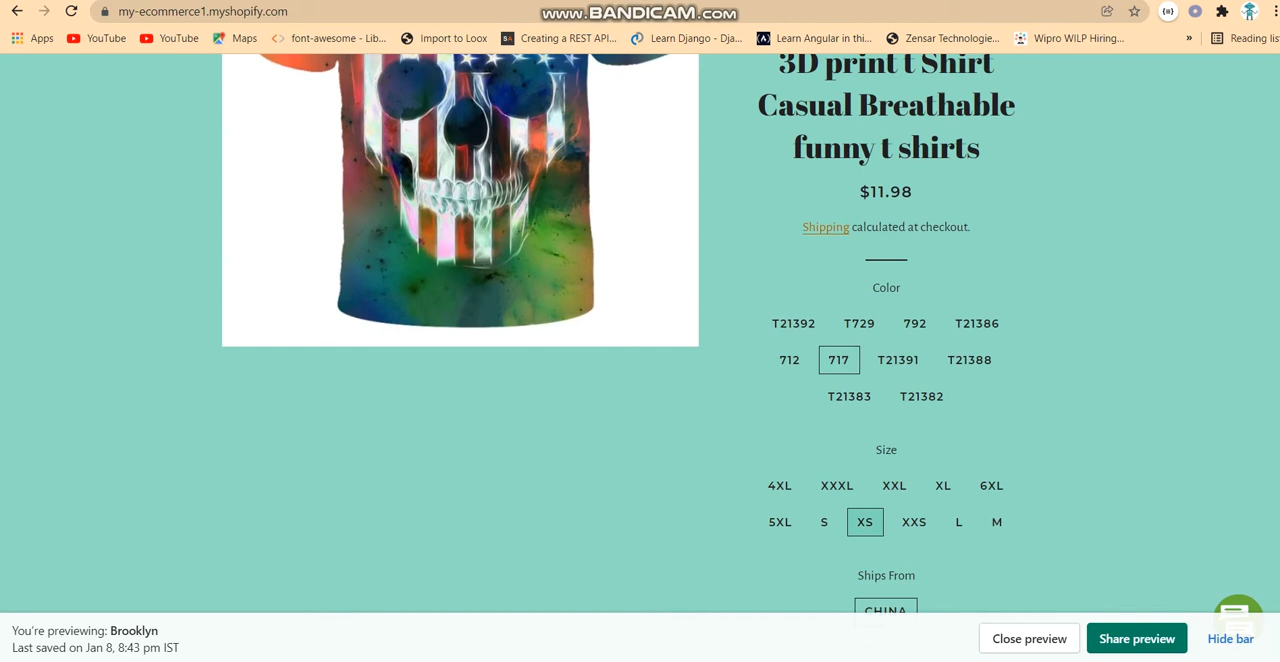 my-ecommerce1.myshopify.com
www.BANDICAM.com
Apps YouTube YouTube Maps font-awesome - Lib... Import to Loox Creating a REST API... Learn Django - Dja... Learn Angular in thi... Zensar Technologie... Wipro WILP Hiring... » Reading list
3D print t Shirt
Casual Breathable
funny t shirts
$11.98
Shipping calculated at checkout.
Color
T21392 T729 792 T21386
712 717 T21391 T21388
T21383 T21382
Size
4XL XXXL XXL XL 6XL
5XL S XS XXS L M
Ships From
CHINA
You're previewing: Brooklyn
Last saved on Jan 8, 8:43 pm IST
Close preview Share preview Hide bar